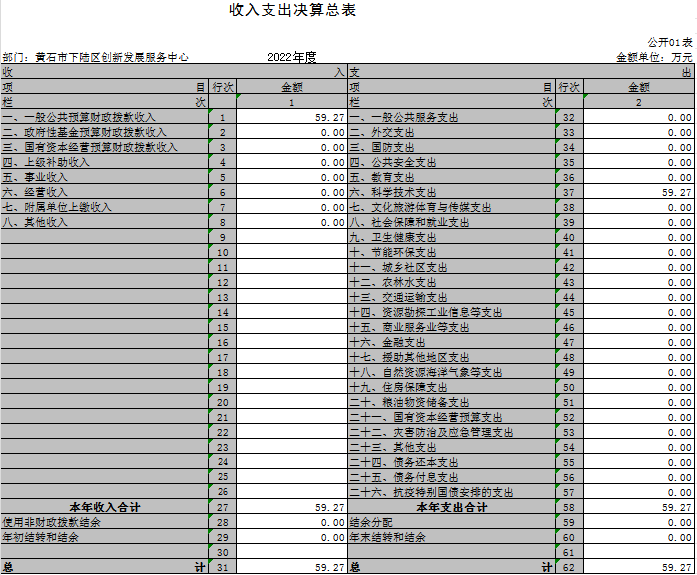 收入支出决算总表
公开01表
部门：黄石市下陆区创新发展服务中心 2022年度 金额单位：万元
收 入 支 出
项 目 行次 金额 项 目 行次 金额
栏 次 1 栏 次 2
一、一般公共预算财政拨款收入 1 59.27 一、一般公共服务支出 32 0.00
二、政府性基金预算财政拨款收入 2 0.00 二、外交支出 33 0.00
三、国有资本经营预算财政拨款收入 3 0.00 三、国防支出 34 0.00
四、上级补助收入 4 0.00 四、公共安全支出 35 0.00
五、事业收入 5 0.00 五、教育支出 36 0.00
六、经营收入 6 0.00 六、科学技术支出 37 59.27
七、附属单位上缴收入 7 0.00 七、文化旅游体育与传媒支出 38 0.00
八、其他收入 8 0.00 八、社会保障和就业支出 39 0.00
9 九、卫生健康支出 40 0.00
10 十、节能环保支出 41 0.00
11 十一、城乡社区支出 42 0.00
12 十二、农林水支出 43 0.00
13 十三、交通运输支出 44 0.00
14 十四、资源勘探工业信息等支出 45 0.00
15 十五、商业服务业等支出 46 0.00
16 十六、金融支出 47 0.00
17 十七、援助其他地区支出 48 0.00
18 十八、自然资源海洋气象等支出 49 0.00
19 十九、住房保障支出 50 0.00
20 二十、粮油物资储备支出 51 0.00
21 二十一、国有资本经营预算支出 52 0.00
22 二十二、灾害防治及应急管理支出 53 0.00
23 二十三、其他支出 54 0.00
24 二十四、债务还本支出 55 0.00
25 二十五、债务付息支出 56 0.00
26 二十六、抗疫特别国债安排的支出 57 0.00
本年收入合计 27 59.27 本年支出合计 58 59.27
使用非财政拨款结余 28 0.00 结余分配 59 0.00
年初结转和结余 29 0.00 年末结转和结余 60 0.00
30 61
总 计 31 59.27 总 计 62 59.27